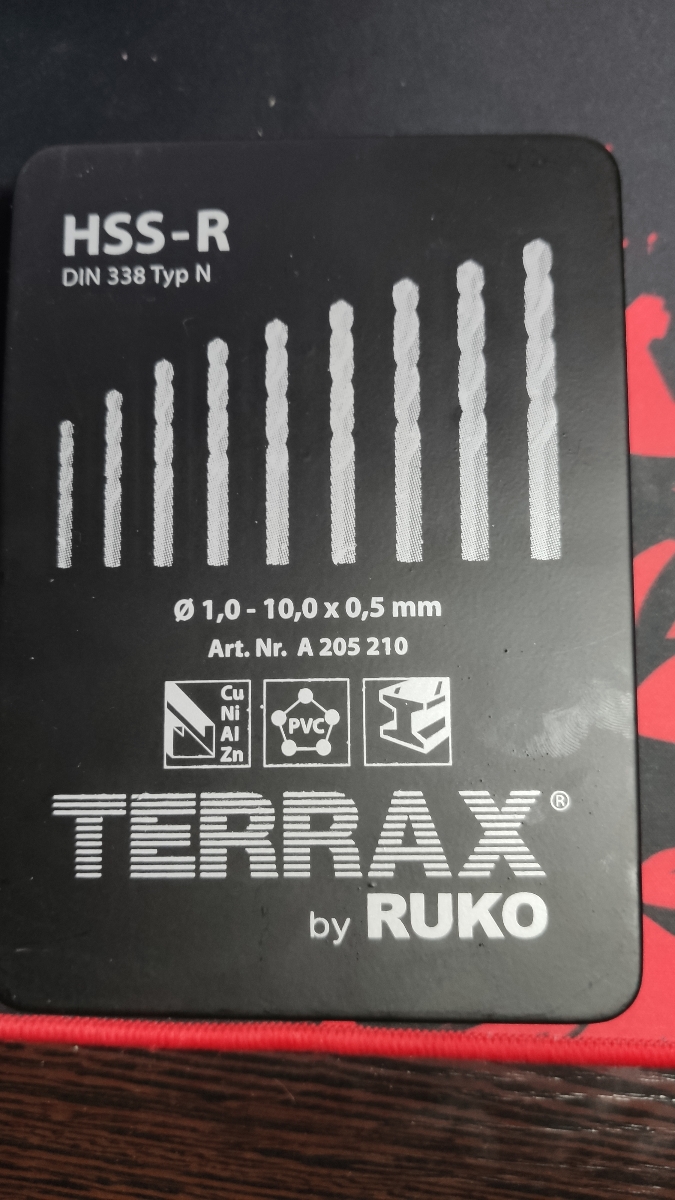 HSS-R
DIN 338 Typ N
Ø 1,0 - 10,0 x 0,5 mm
Art. Nr. A 205 210
Cu
Ni
Al
Zn
PVC
TERRAX®
by RUKO